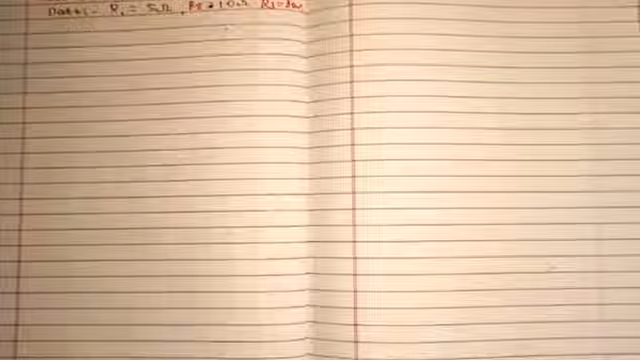 Data:- R₁ = 5Ω, R₂ = 10Ω